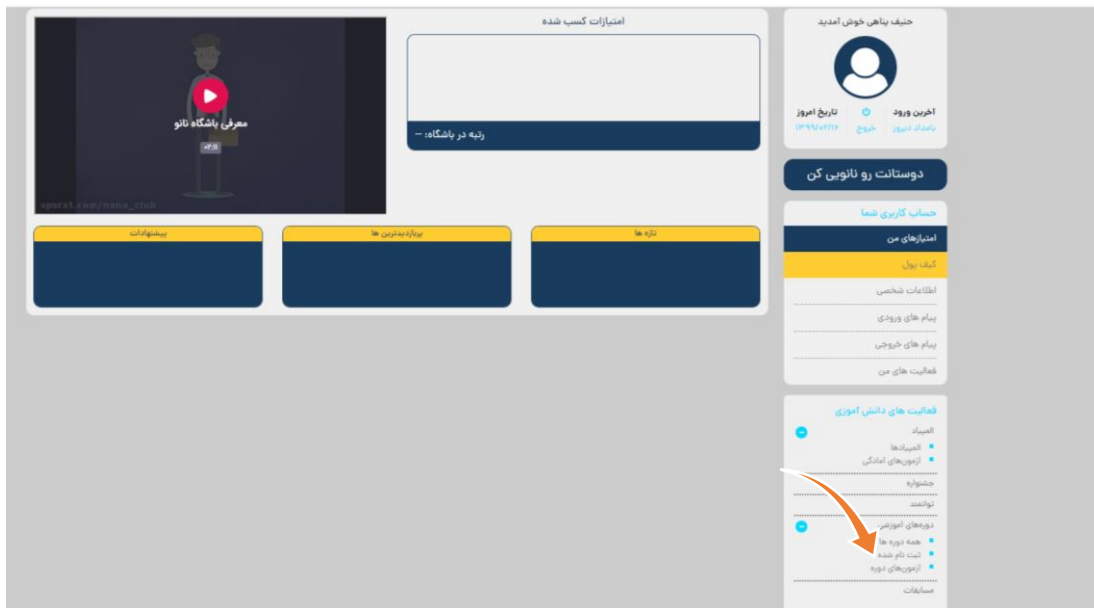 حنیف پناهی خوش آمدید
آخرین ورود
بامداد دیروز
خروج
تاریخ امروز
۱۳۹۹/۰۲/۱۶
دوستانت رو نانویی کن
حساب کاربری شما
امتیازهای من
کیف پول
اطلاعات شخصی
پیام های ورودی
پیام های خروجی
فعالیت های من
فعالیت های دانش آموزی
المپیاد
المپیادها
آزمون‌های آمادگی
جشنواره
توانمند
دوره‌های آموزشی
همه دوره ها
ثبت نام شده
آزمون‌های دوره
مسابقات
امتیازات کسب شده
رتبه در باشگاه: --
معرفی باشگاه نانو
۰۲:۱۱
aparat.com/nano_club
تازه ها
پربازدیدترین ها
پیشنهادات